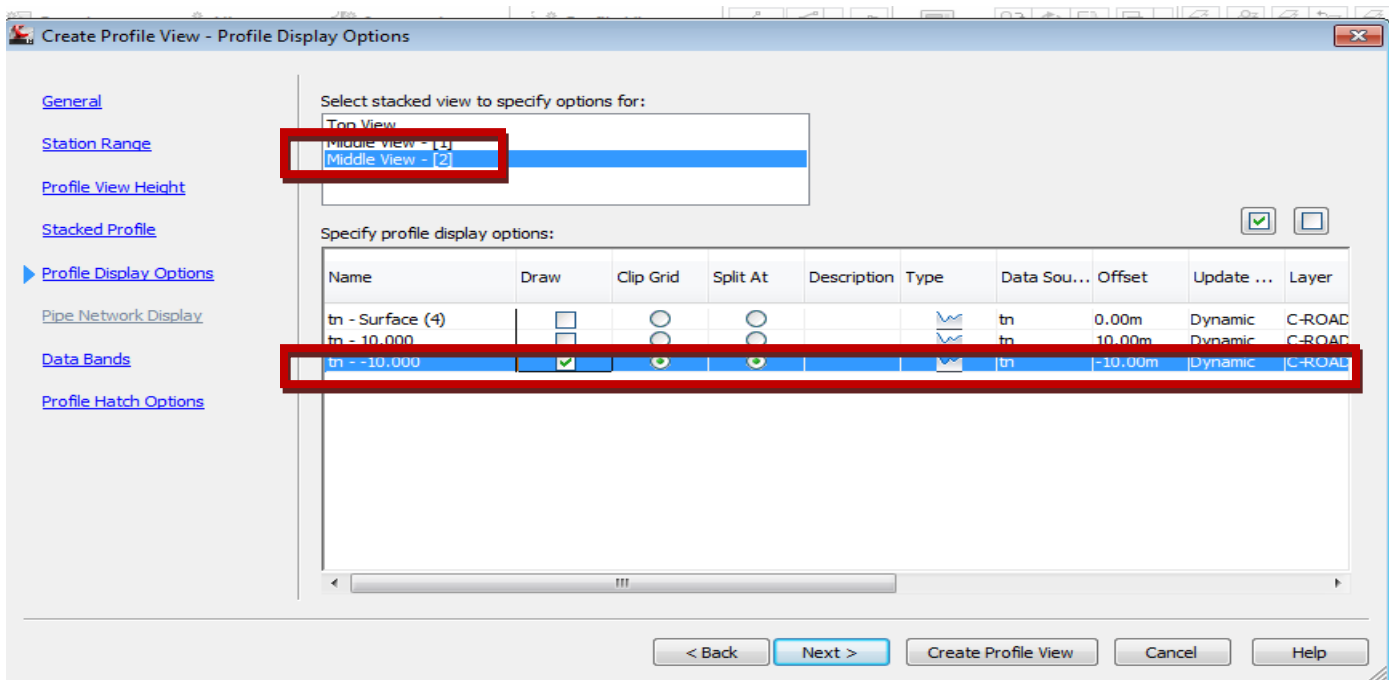 Create Profile View - Profile Display Options
General
Station Range
Profile View Height
Stacked Profile
Profile Display Options
Pipe Network Display
Data Bands
Profile Hatch Options
Select stacked view to specify options for:
Top View
Middle View - [1]
Middle View - [2]
Specify profile display options:
Name Draw Clip Grid Split At Description Type Data Sou... Offset Update ... Layer
tn - Surface (4) tn 0.00m Dynamic C-ROAD
tn - 10.000 tn 10.00m Dynamic C-ROAD
tn - -10.000 tn -10.00m Dynamic C-ROAD
< Back Next > Create Profile View Cancel Help